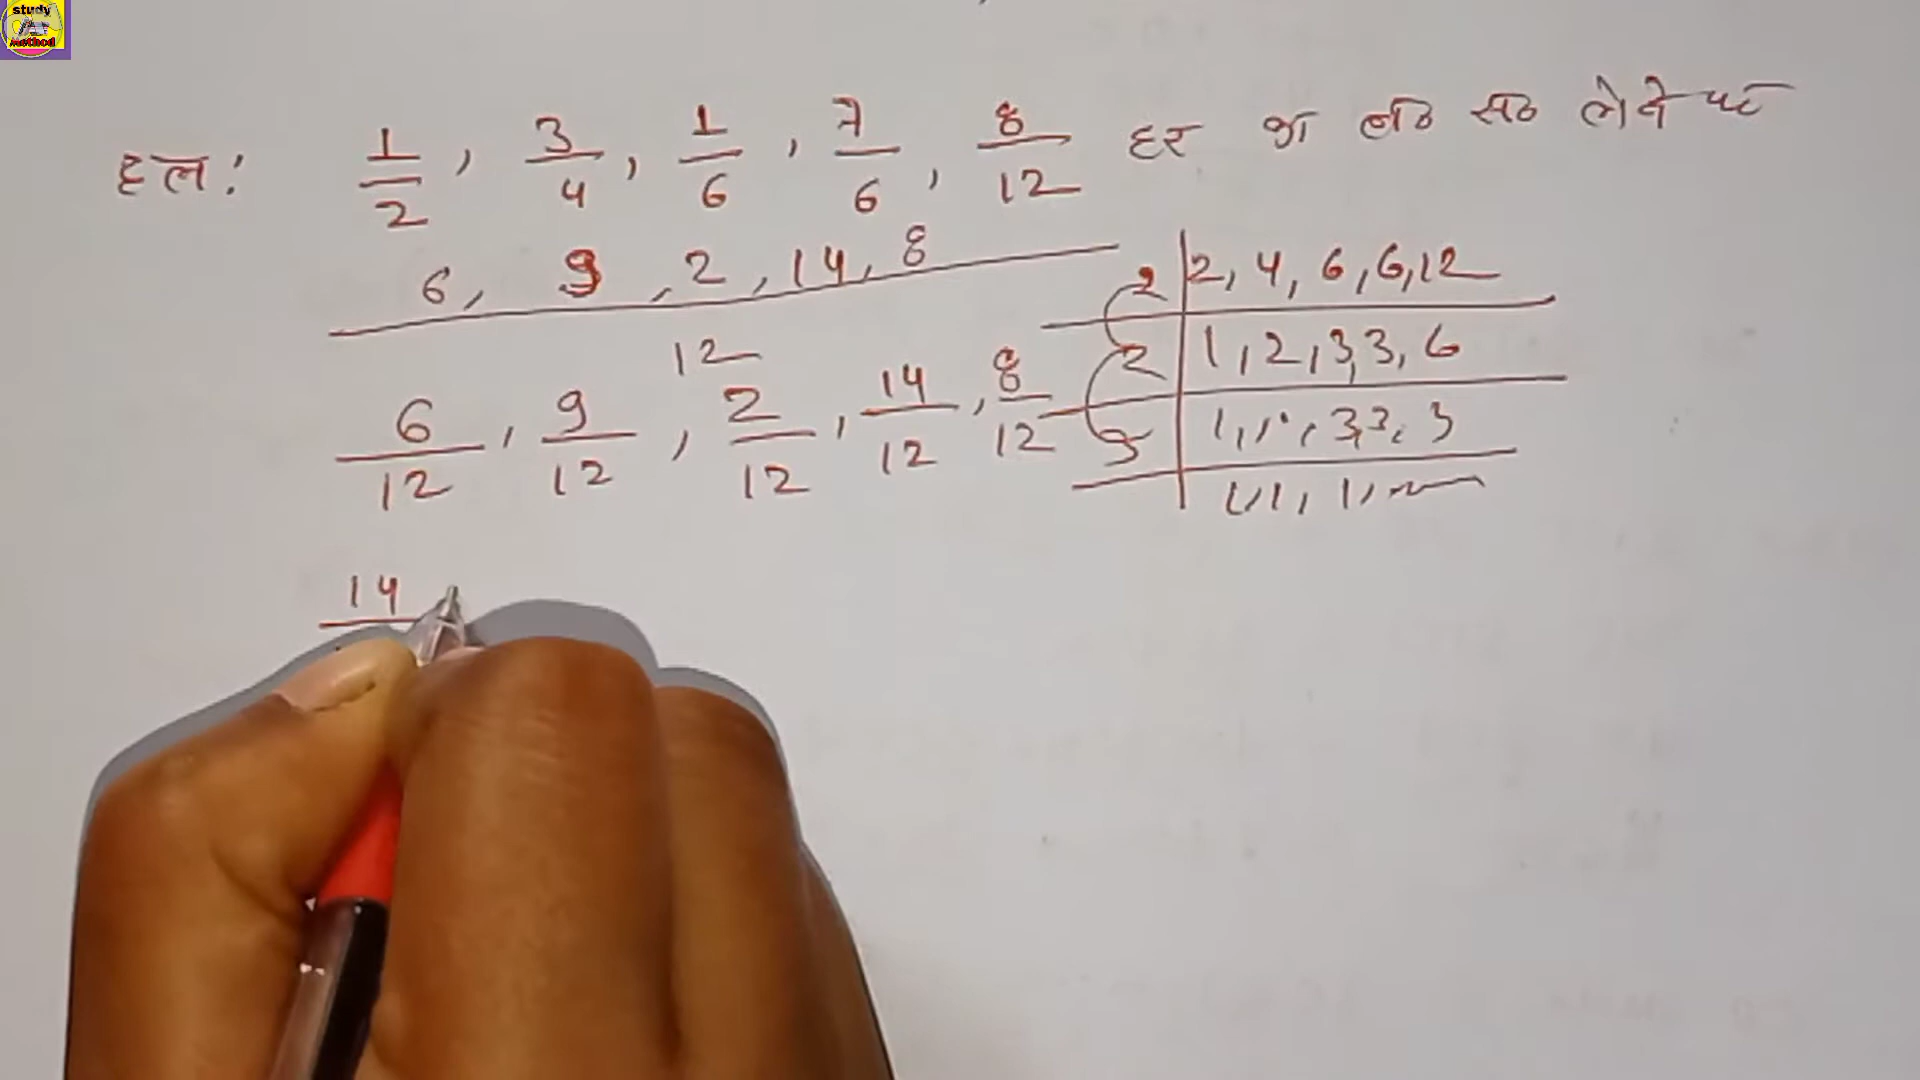 study
method
हल: 1/2, 3/4, 1/6, 7/6, 8/12 हर का ल० स० लेने पर
6, 9, 2, 14, 8
12
6/12, 9/12, 2/12, 14/12, 8/12
2 | 2, 4, 6, 6, 12
2 | 1, 2, 3, 3, 6
3 | 1, 1, 3, 3, 3
1, 1, 1,
14